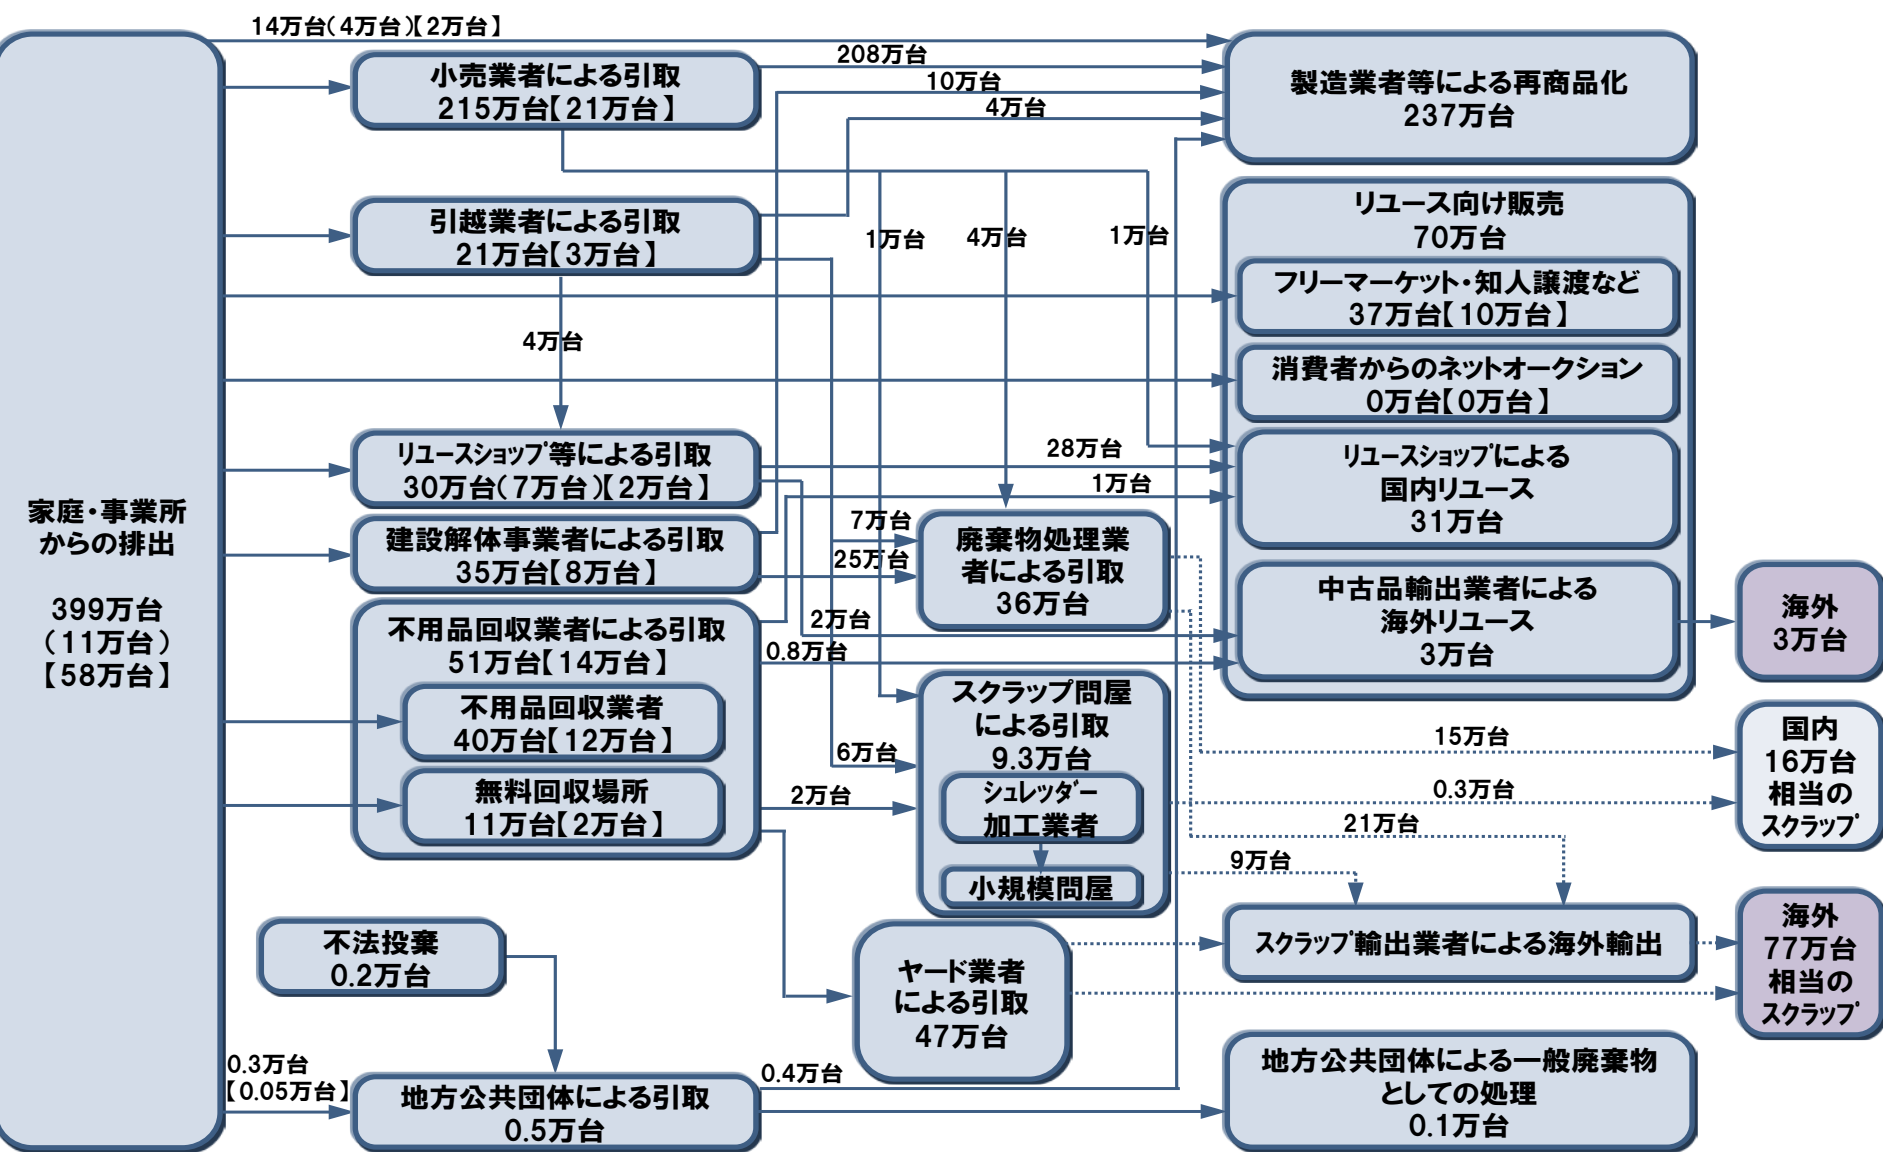 14万台(4万台)【2万台】
家庭・事業所
からの排出
399万台
(11万台)
【58万台】
小売業者による引取
215万台【21万台】
引越業者による引取
21万台【3万台】
4万台
リユースショップ等による引取
30万台(7万台)【2万台】
建設解体事業者による引取
35万台【8万台】
不用品回収業者による引取
51万台【14万台】
不用品回収業者
40万台【12万台】
無料回収場所
11万台【2万台】
不法投棄
0.2万台
0.3万台
【0.05万台】
地方公共団体による引取
0.5万台
208万台
10万台
4万台
1万台
4万台
1万台
28万台
1万台
7万台
25万台
2万台
0.8万台
6万台
2万台
0.4万台
廃棄物処理業
者による引取
36万台
スクラップ問屋
による引取
9.3万台
シュレッダー
加工業者
小規模問屋
ヤード業者
による引取
47万台
製造業者等による再商品化
237万台
リユース向け販売
70万台
フリーマーケット・知人譲渡など
37万台【10万台】
消費者からのネットオークション
0万台【0万台】
リユースショップによる
国内リユース
31万台
中古品輸出業者による
海外リユース
3万台
15万台
0.3万台
21万台
9万台
スクラップ輸出業者による海外輸出
地方公共団体による一般廃棄物
としての処理
0.1万台
海外
3万台
国内
16万台
相当の
スクラップ
海外
77万台
相当の
スクラップ